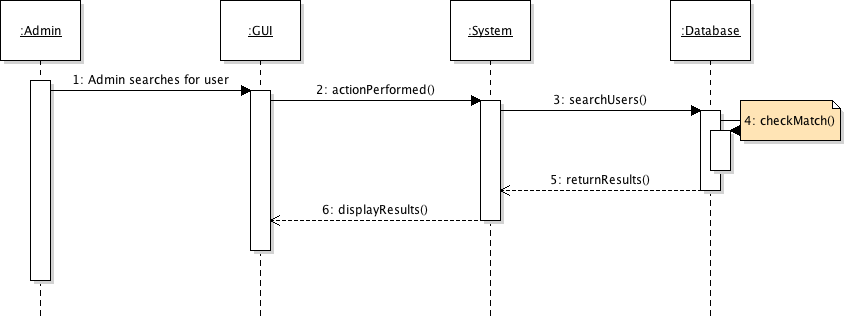 :Admin
:GUI
:System
:Database
1: Admin searches for user
2: actionPerformed()
3: searchUsers()
4: checkMatch()
5: returnResults()
6: displayResults()